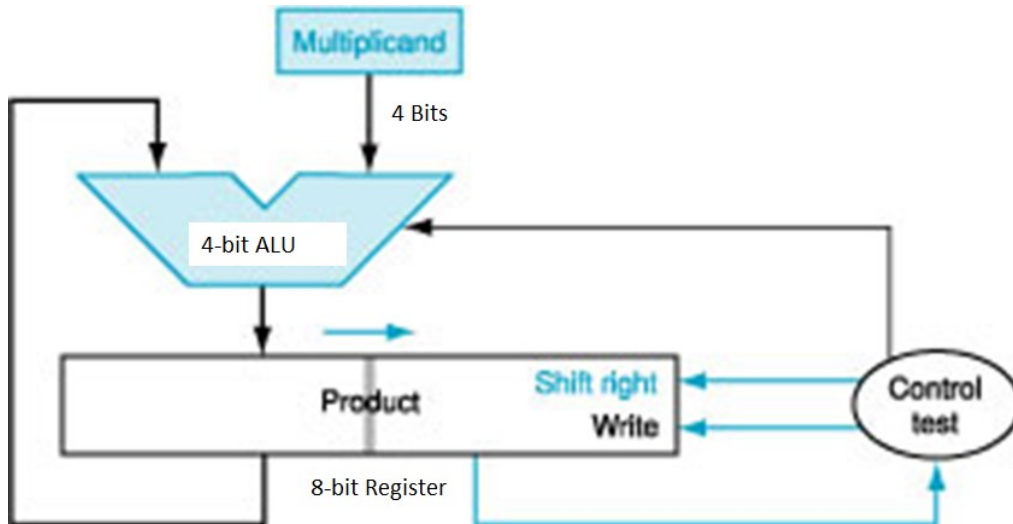 Multiplicand
4 Bits
4-bit ALU
Product
Shift right
Write
Control
test
8-bit Register